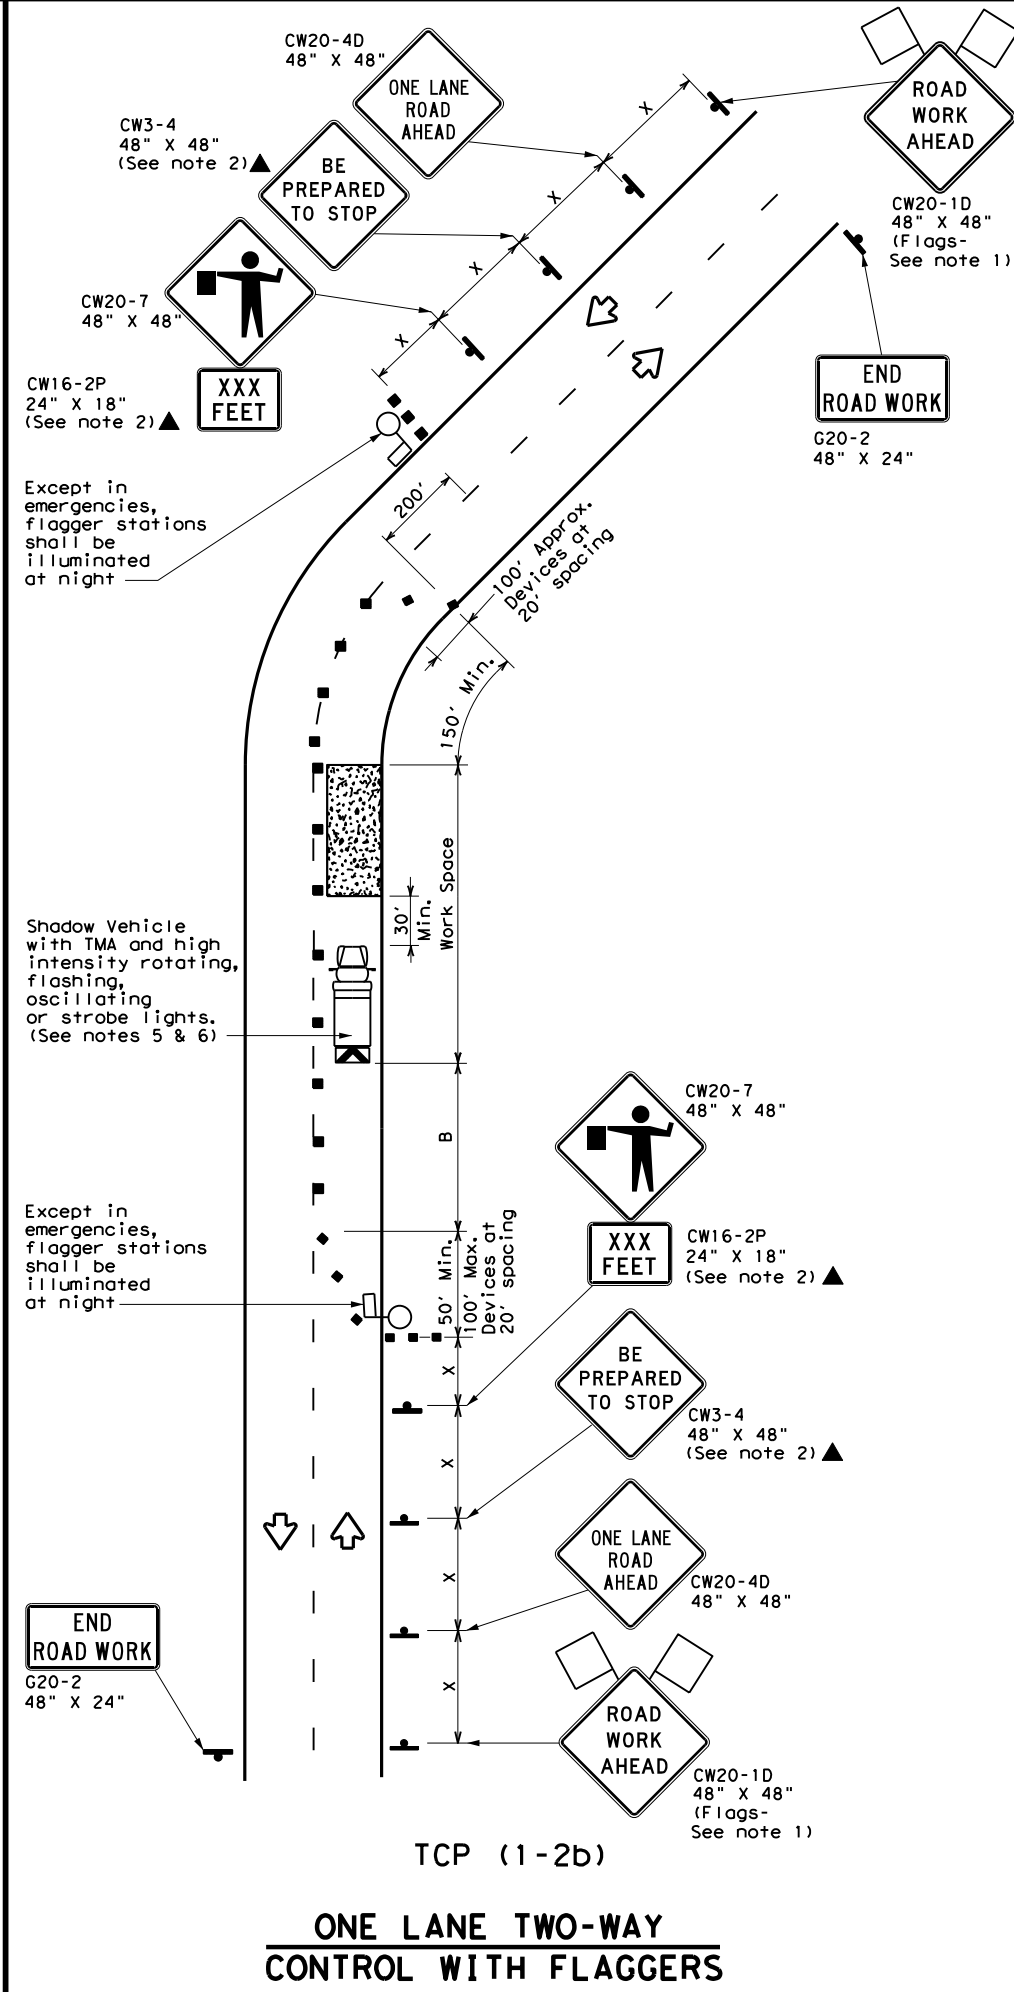 CW20-4D
48" X 48"
ONE LANE
ROAD
AHEAD
ROAD
WORK
AHEAD
CW20-1D
48" X 48"
(Flags-
See note 1)
CW3-4
48" X 48"
(See note 2)▲
BE
PREPARED
TO STOP
X
X
X
X
CW20-7
48" X 48"
CW16-2P
24" X 18"
(See note 2)▲
XXX
FEET
END
ROAD WORK
G20-2
48" X 24"
Except in
emergencies,
flagger stations
shall be
illuminated
at night
200'
100' Approx.
Devices at
20' spacing
150' Min.
30'
Min.
Work Space
Shadow Vehicle
with TMA and high
intensity rotating,
flashing,
oscillating
or strobe lights.
(See notes 5 & 6)
B
CW20-7
48" X 48"
XXX
FEET
CW16-2P
24" X 18"
(See note 2)▲
Except in
emergencies,
flagger stations
shall be
illuminated
at night
50' Min.
100' Max.
Devices at
20' spacing
X
X
X
X
BE
PREPARED
TO STOP
CW3-4
48" X 48"
(See note 2)▲
ONE LANE
ROAD
AHEAD
CW20-4D
48" X 48"
END
ROAD WORK
G20-2
48" X 24"
ROAD
WORK
AHEAD
CW20-1D
48" X 48"
(Flags-
See note 1)
TCP (1-2b)
ONE LANE TWO-WAY
CONTROL WITH FLAGGERS